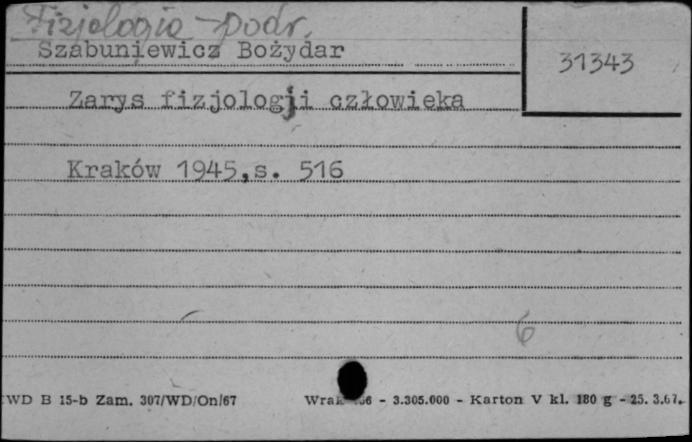 Fizjologia - podr.
Szabuniewicz Bożydar
31343
Zarys fizjologji człowieka
Kraków 1945,s. 516
6
WD B 15-b Zam. 307/WD/On/67 - 3.305.000 - Karton V kl. 180 g - 25. 3.67.